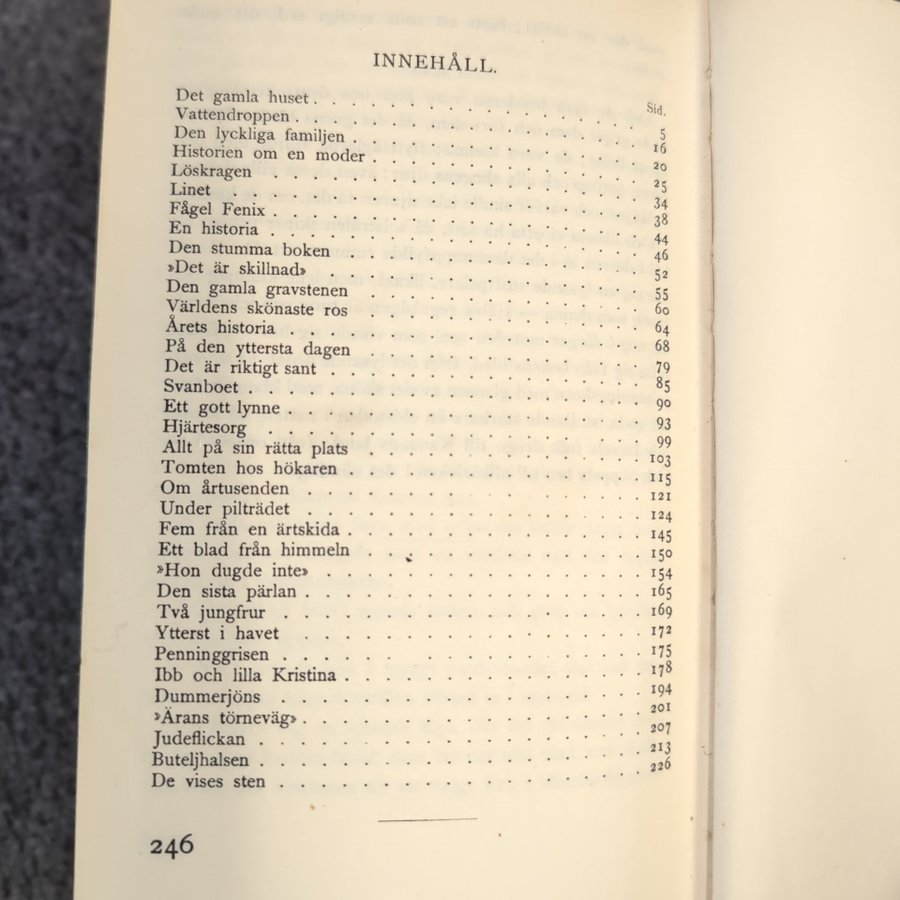 INNEHÅLL.
Sid.
Det gamla huset . . . . . . . . . . . . . . . . . 5
Vattendroppen . . . . . . . . . . . . . . . . . 16
Den lyckliga familjen . . . . . . . . . . . . . . . 20
Historien om en moder . . . . . . . . . . . . . . 25
Löskragen . . . . . . . . . . . . . . . . . . . 34
Linet . . . . . . . . . . . . . . . . . . . . . 38
Fågel Fenix . . . . . . . . . . . . . . . . . . . 44
En historia . . . . . . . . . . . . . . . . . . . 46
Den stumma boken . . . . . . . . . . . . . . . . 52
»Det är skillnad» . . . . . . . . . . . . . . . . . 55
Den gamla gravstenen . . . . . . . . . . . . . . . 60
Världens skönaste ros . . . . . . . . . . . . . . . 64
Årets historia . . . . . . . . . . . . . . . . . . 68
På den yttersta dagen . . . . . . . . . . . . . . . 79
Det är riktigt sant . . . . . . . . . . . . . . . . 85
Svanboet . . . . . . . . . . . . . . . . . . . . 90
Ett gott lynne . . . . . . . . . . . . . . . . . . 93
Hjärtesorg . . . . . . . . . . . . . . . . . . . 99
Allt på sin rätta plats . . . . . . . . . . . . . . . 103
Tomten hos hökaren . . . . . . . . . . . . . . . 115
Om årtusenden . . . . . . . . . . . . . . . . . 121
Under pilträdet . . . . . . . . . . . . . . . . . 124
Fem från en ärtskida . . . . . . . . . . . . . . . 145
Ett blad från himmeln . . . . . . . . . . . . . . 150
»Hon dugde inte» . . . . . . . . . . . . . . . . 154
Den sista pärlan . . . . . . . . . . . . . . . . . 165
Två jungfrur . . . . . . . . . . . . . . . . . . 169
Ytterst i havet . . . . . . . . . . . . . . . . . 172
Penninggrisen . . . . . . . . . . . . . . . . . . 175
Ibb och lilla Kristina . . . . . . . . . . . . . . . 178
Dummerjöns . . . . . . . . . . . . . . . . . . 194
»Ärans törneväg» . . . . . . . . . . . . . . . . . 201
Judeflickan . . . . . . . . . . . . . . . . . . . 207
Buteljhalsen . . . . . . . . . . . . . . . . . . . 213
De vises sten . . . . . . . . . . . . . . . . . . 226
246